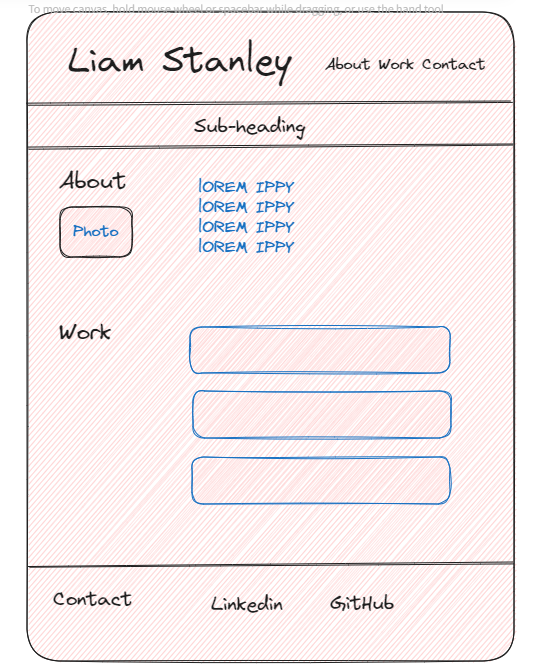 To move canvas, hold mouse wheel or spacebar while dragging, or use the hand tool
Liam Stanley
About Work Contact
Sub-heading
About
lOREM IPPY
lOREM IPPY
lOREM IPPY
lOREM IPPY
Photo
Work
Contact
Linkedin
GitHub